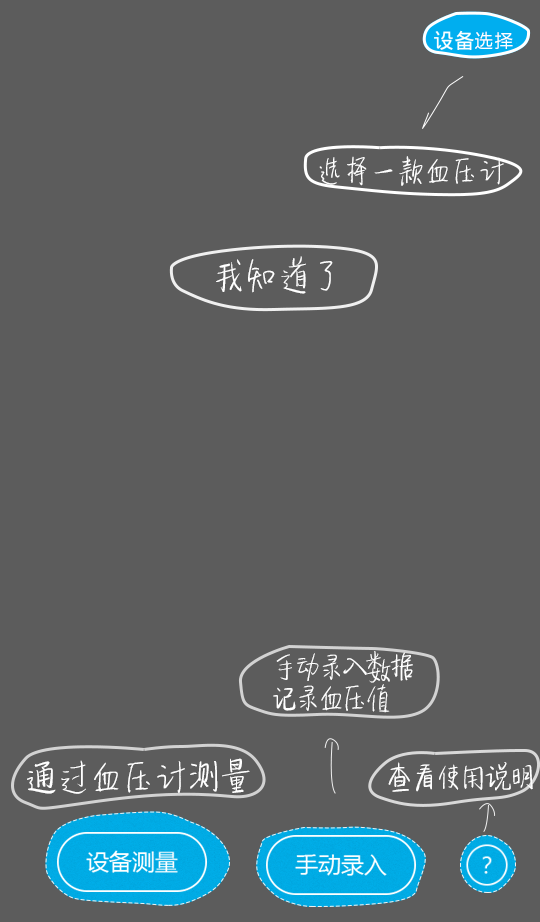 设备选择
选择一款血压计
我知道了
手动录入数据
记录血压值
通过血压计测量
查看使用说明
设备测量
手动录入
?